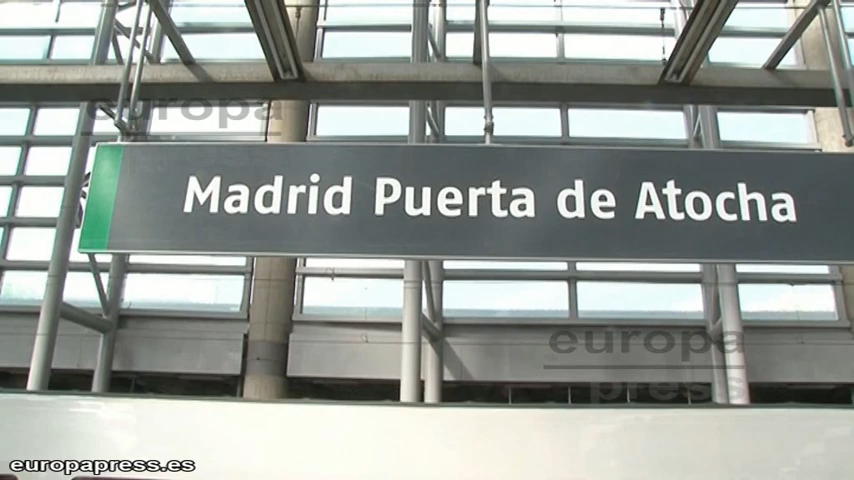 europa
Madrid Puerta de Atocha
europa
press
europapress.es